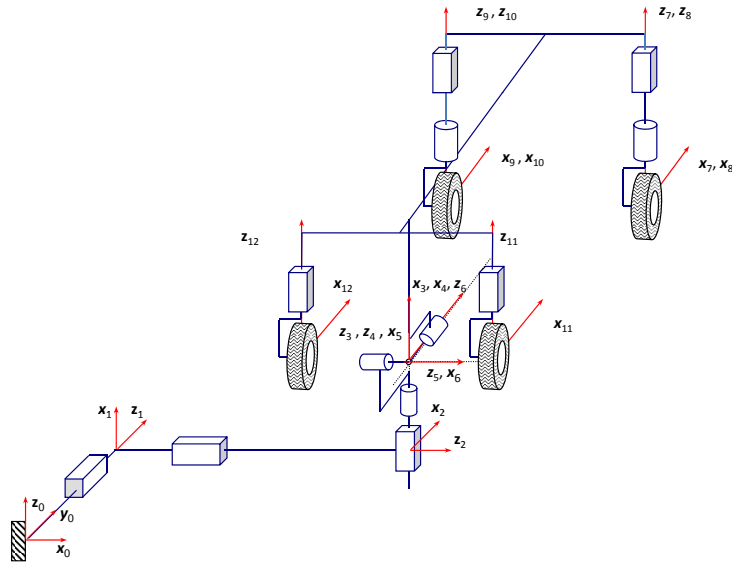 z9 , z10
z7, z8
x9 , x10
x7, x8
z12
z11
x12
x3, x4, z6
x11
z3 , z4 , x5
z5, x6
x1
z1
x2
z2
z0
y0
x0